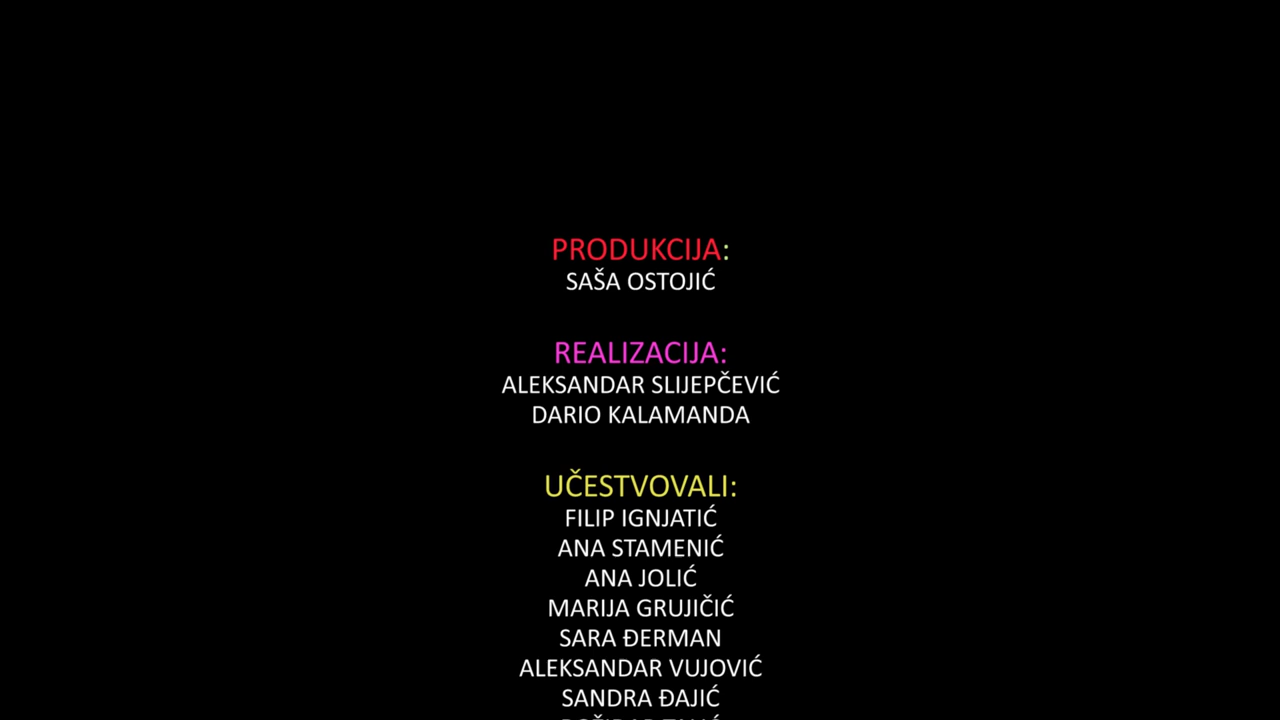 PRODUKCIJA:
SAŠA OSTOJIĆ
REALIZACIJA:
ALEKSANDAR SLIJEPČEVIĆ
DARIO KALAMANDA
UČESTVOVALI:
FILIP IGNJATIĆ
ANA STAMENIĆ
ANA JOLIĆ
MARIJA GRUJIČIĆ
SARA ĐERMAN
ALEKSANDAR VUJOVIĆ
SANDRA ĐAJIĆ